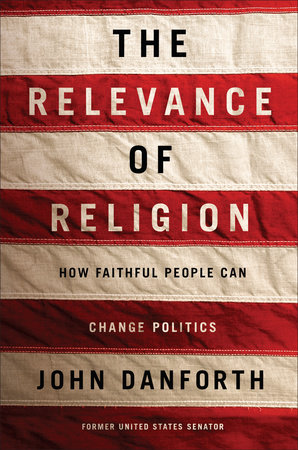 THE
RELEVANCE
OF
RELIGION
HOW FAITHFUL PEOPLE CAN
CHANGE POLITICS
JOHN DANFORTH
FORMER UNITED STATES SENATOR